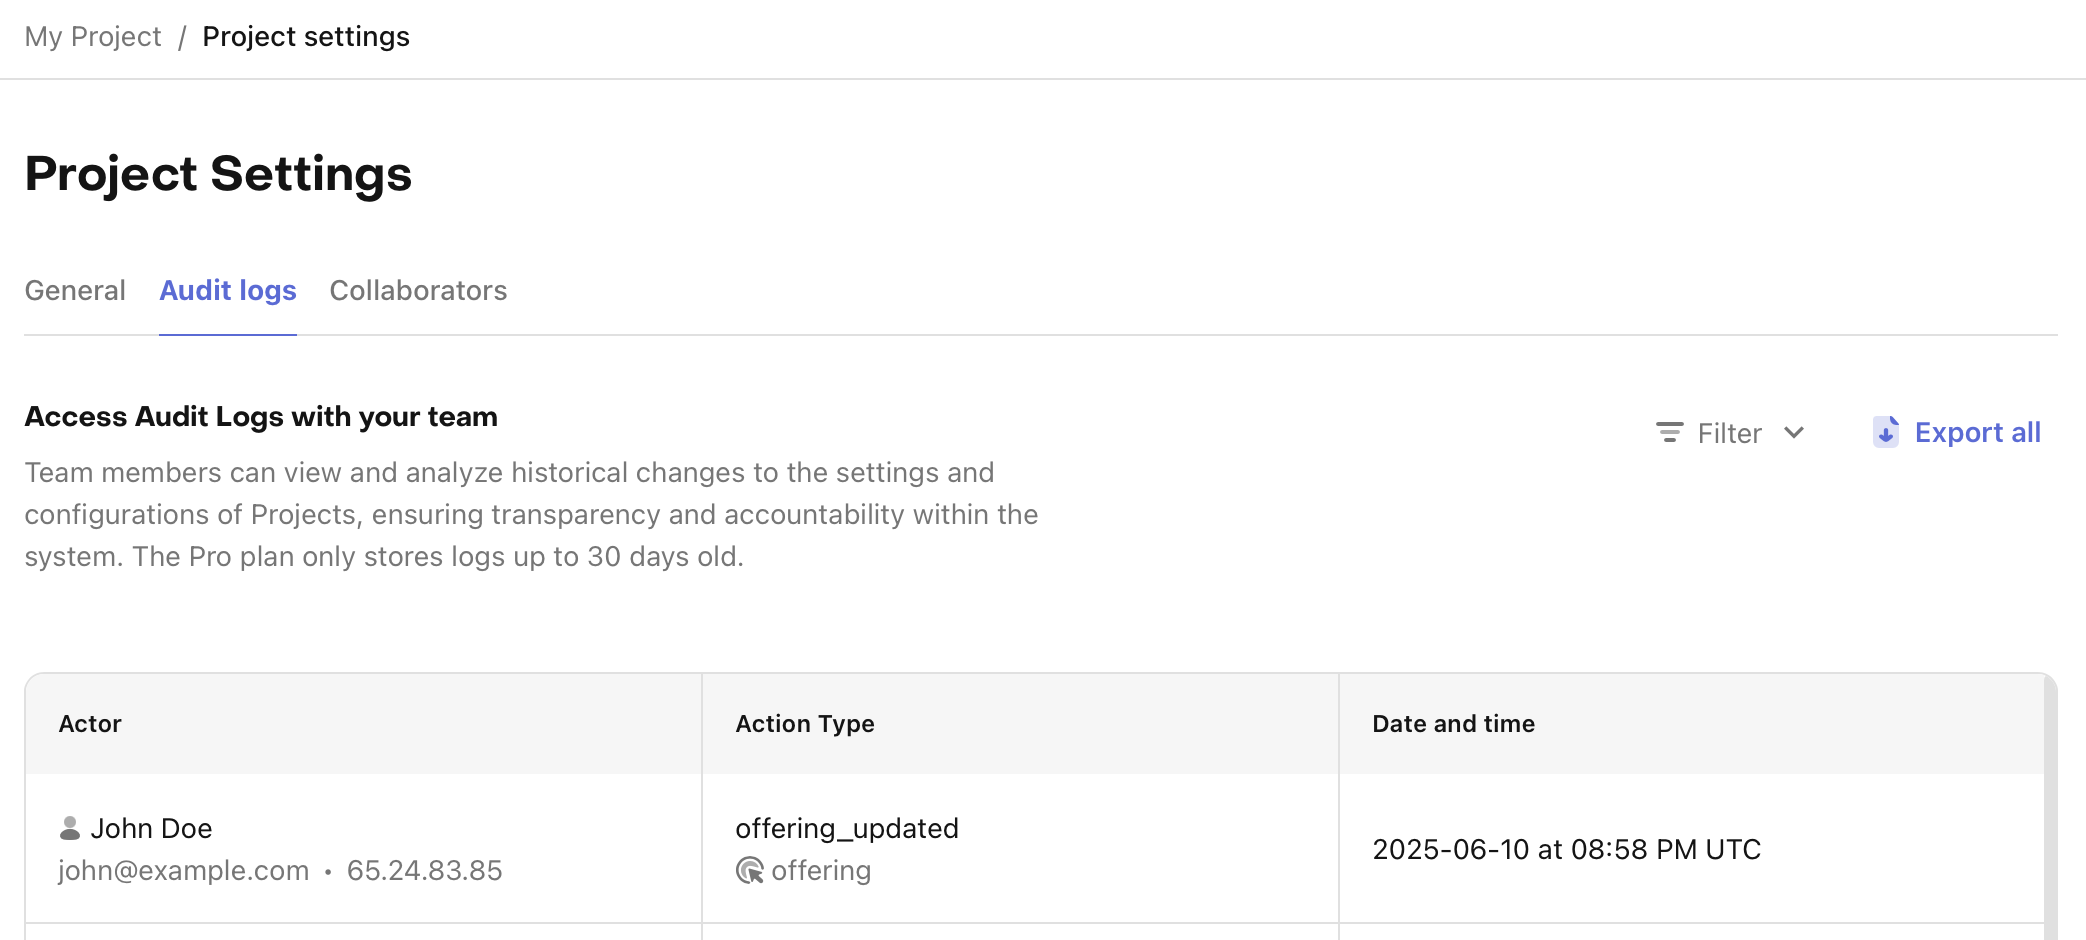 My Project / Project settings
Project Settings
General Audit logs Collaborators
Access Audit Logs with your team
Filter Export all
Team members can view and analyze historical changes to the settings and
configurations of Projects, ensuring transparency and accountability within the
system. The Pro plan only stores logs up to 30 days old.
Actor Action Type Date and time
John Doe offering_updated
2025-06-10 at 08:58 PM UTC
john@example.com • 65.24.83.85 offering